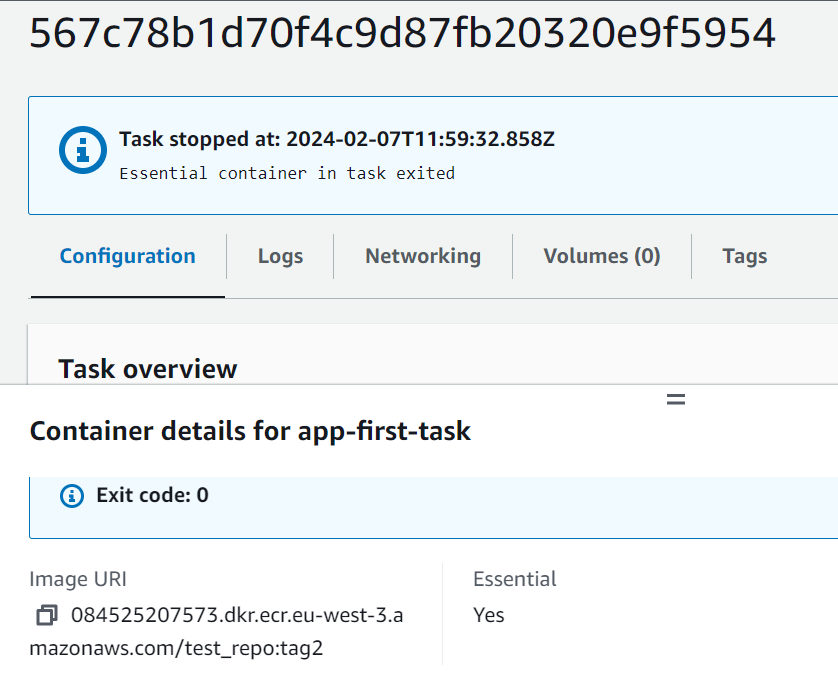 567c78b1d70f4c9d87fb20320e9f5954
Task stopped at: 2024-02-07T11:59:32.858Z
Essential container in task exited
Configuration
Logs
Networking
Volumes (0)
Tags
Task overview
Container details for app-first-task
Exit code: 0
Image URI
084525207573.dkr.ecr.eu-west-3.a
mazonaws.com/test_repo:tag2
Essential
Yes